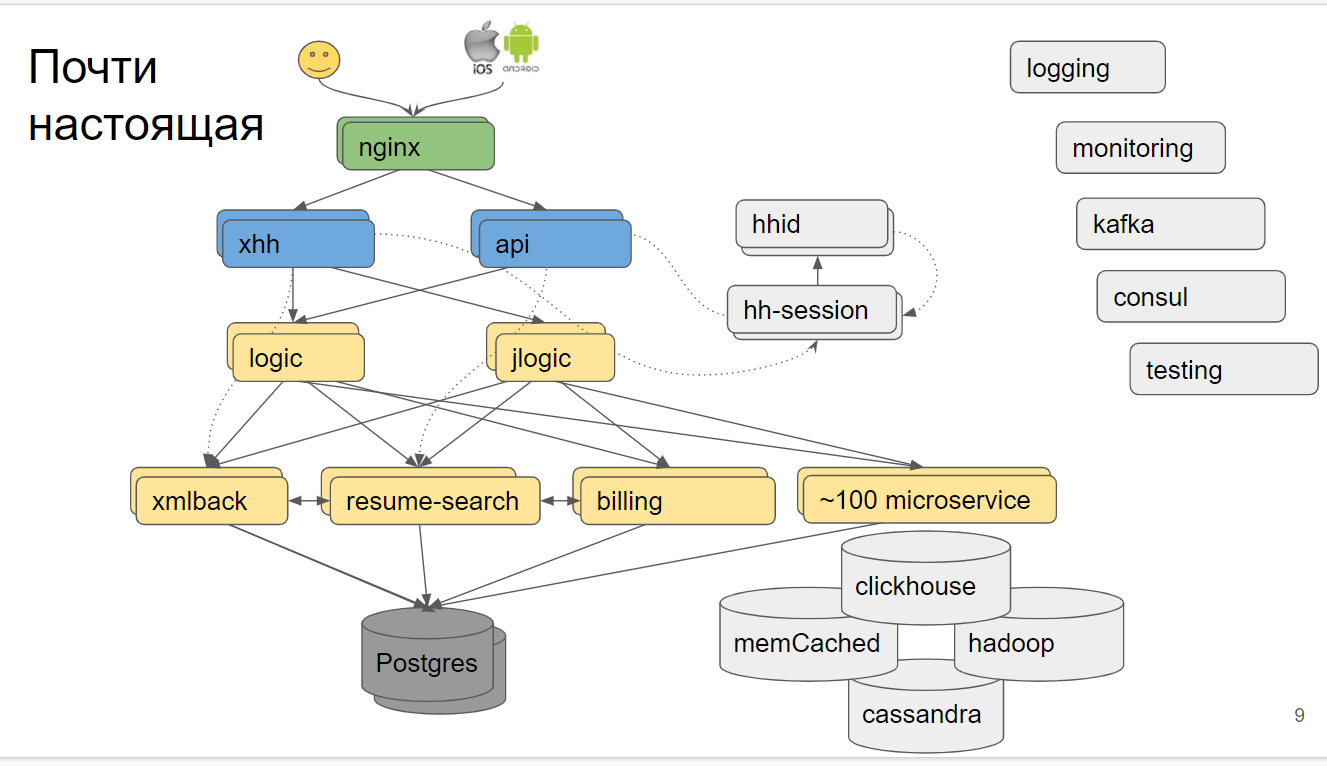 Почти
настоящая
iOS
ANDROID
nginx
xhh
api
logic
jlogic
xmlback
resume-search
billing
~100 microservice
Postgres
hhid
hh-session
logging
monitoring
kafka
consul
testing
clickhouse
memCached
hadoop
cassandra
9